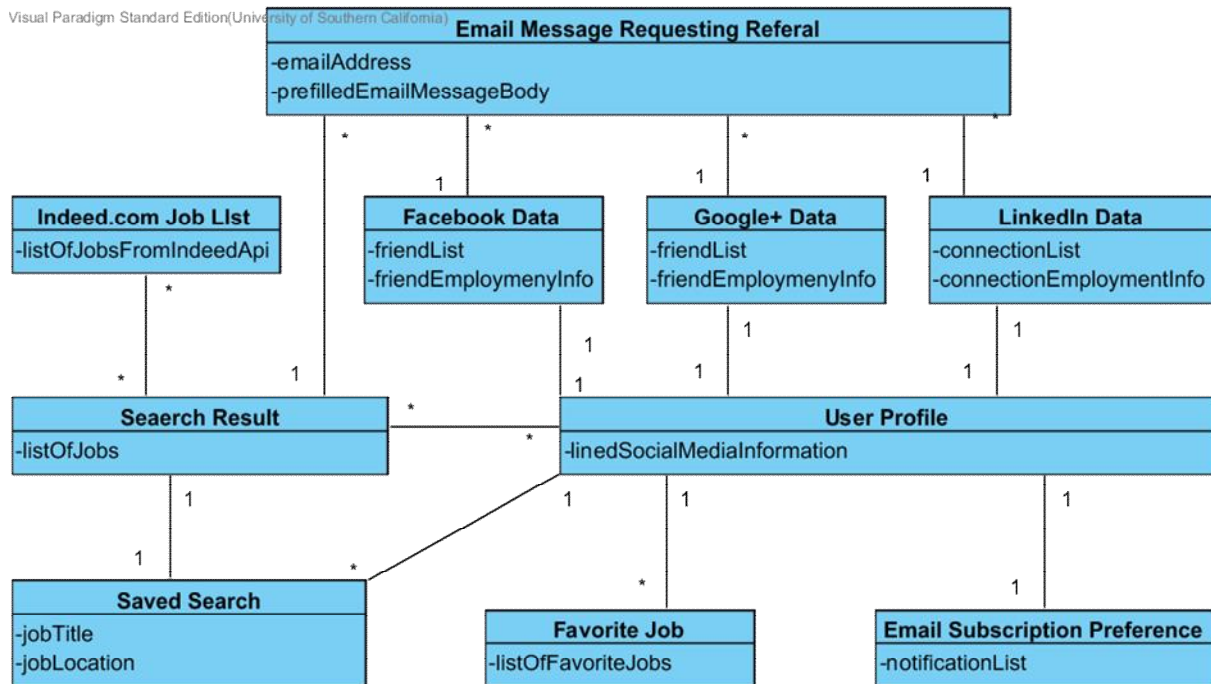 Visual Paradigm Standard Edition(University of Southern California)
Email Message Requesting Referal
-emailAddress
-prefilledEmailMessageBody
* * * *
1 1 1
Indeed.com Job LIst
-listOfJobsFromIndeedApi
Facebook Data
-friendList
-friendEmploymenyInfo
Google+ Data
-friendList
-friendEmploymenyInfo
LinkedIn Data
-connectionList
-connectionEmploymentInfo
*
1 1 1
* 1 1 1 1
Seaerch Result
-listOfJobs
* *
User Profile
-linedSocialMediaInformation
1 1 1 1
1 * * 1
Saved Search
-jobTitle
-jobLocation
Favorite Job
-listOfFavoriteJobs
Email Subscription Preference
-notificationList